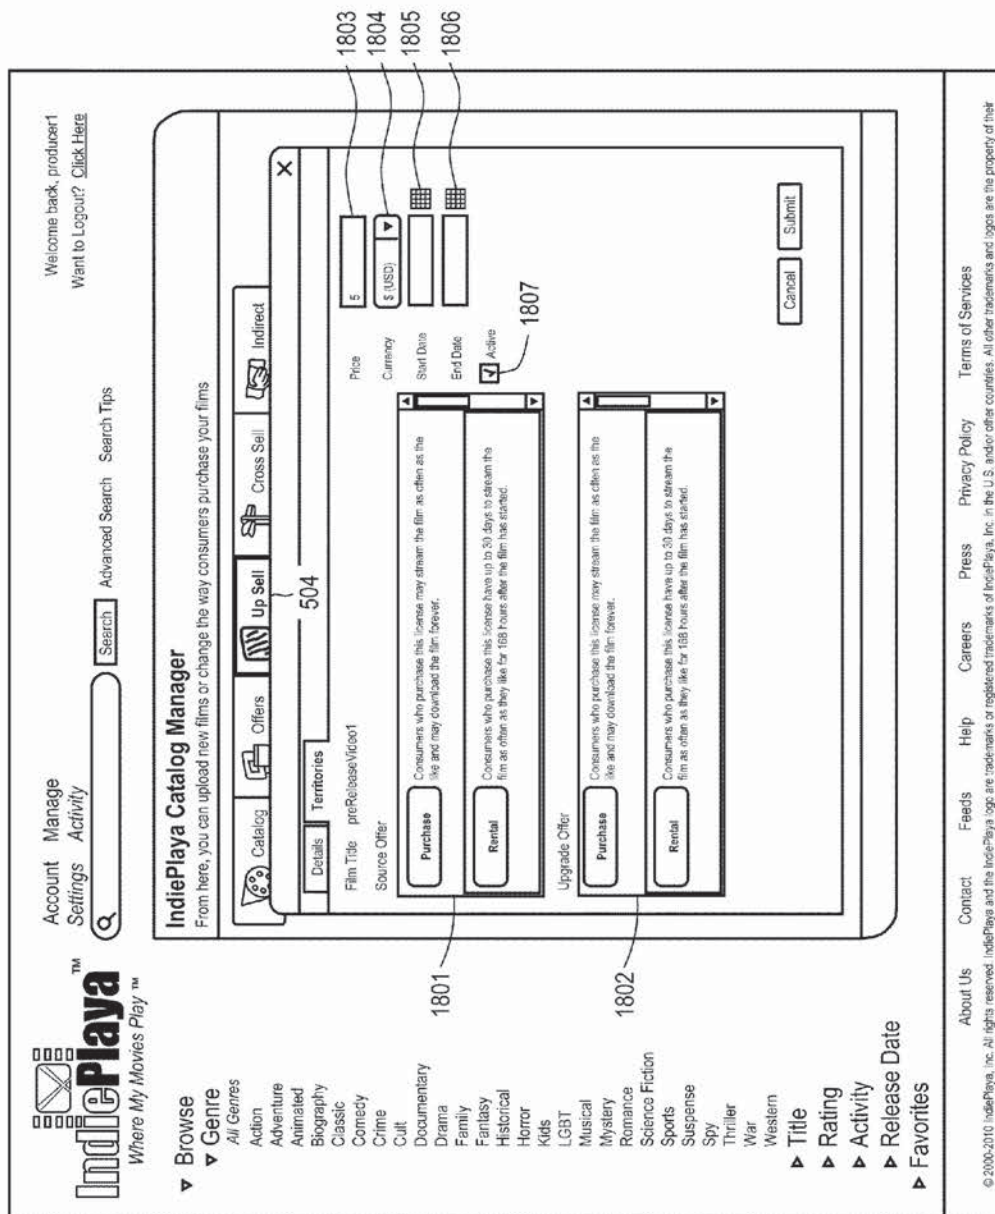 IndiePlaya™
Where My Movies Play ™
Account Manage
Settings Activity
Search Advanced Search Search Tips
Welcome back, producer1
Want to Logout? Click Here
Browse
Genre
All Genres
Action
Adventure
Animated
Biography
Classic
Comedy
Crime
Cult
Documentary
Drama
Family
Fantasy
Historical
Horror
Kids
LGBT
Musical
Mystery
Romance
Science Fiction
Sports
Suspense
Spy
Thriller
War
Western
Title
Rating
Activity
Release Date
Favorites
IndiePlaya Catalog Manager
From here, you can upload new films or change the way consumers purchase your films
Catalog Offers Up Sell Cross Sell Indirect
504
X
Details Territories
Film Title preReleaseVideo1
Source Offer
Purchase
Consumers who purchase this license may stream the film as often as the
like and may download the film forever.
Rental
Consumers who purchase this license have up to 30 days to stream the
film as often as they like for 168 hours after the film has started.
1801
Upgrade Offer
Purchase
Consumers who purchase this license may stream the film as often as the
like and may download the film forever.
Rental
Consumers who purchase this license have up to 30 days to stream the
film as often as they like for 168 hours after the film has started.
1802
Price 5 1803
Currency $ (USD) 1804
Start Date 1805
End Date 1806
Active 1807
Cancal Submit
About Us Contact Feeds Help Careers Press Privacy Policy Terms of Services
© 2000-2010 IndiePlaya, Inc. All rights reserved. IndiePlaya and the IndiePlaya logo are trademarks or registered trademarks of IndiePlaya, Inc. in the U.S. and/or other countries. All other trademarks and logos are the property of their